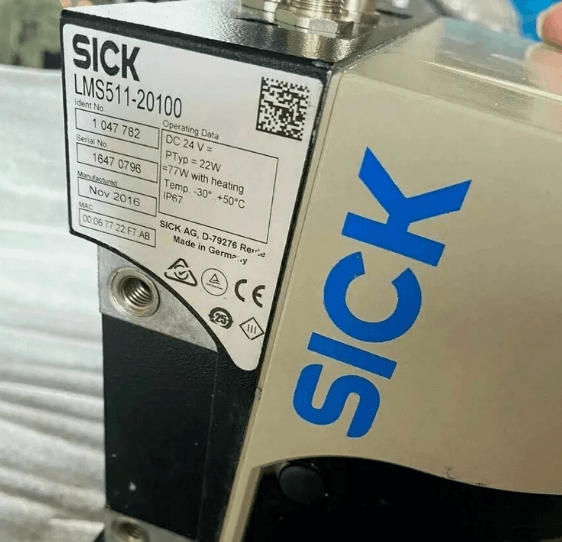 SICK
LMS511-20100
Ident No
1 047 782
Serial No
1647 0796
Manufactured
Nov 2016
MAC
00:06:77:22:F7:AB
Operating Data
DC 24 V =
PTyp = 22W
=77W with heating
Temp. -30° +50°C
IP67
SICK AG, D-79276
Made in Germany
CE
25
SICK